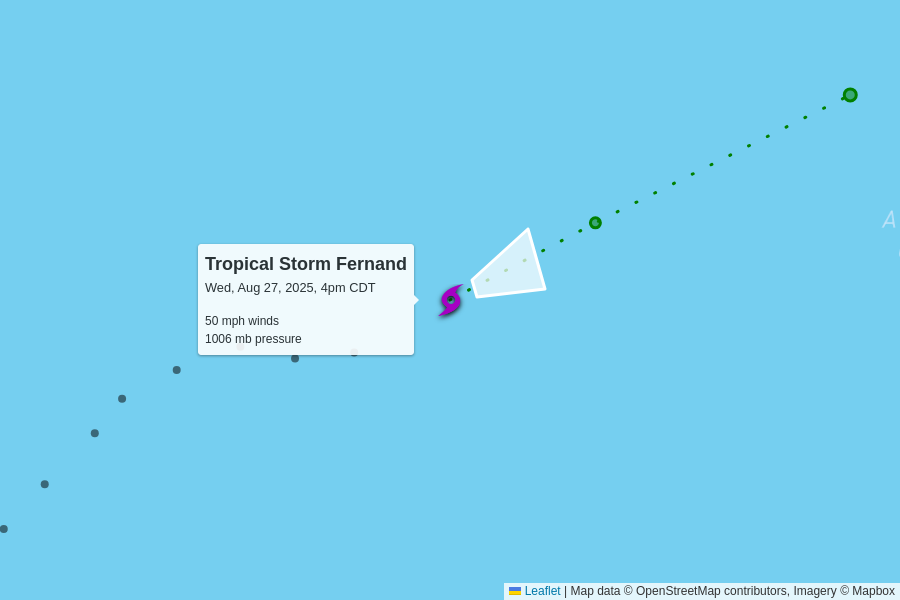 A
Tropical Storm Fernand
Wed, Aug 27, 2025, 4pm CDT
50 mph winds
1006 mb pressure
Leaflet | Map data © OpenStreetMap contributors, Imagery © Mapbox